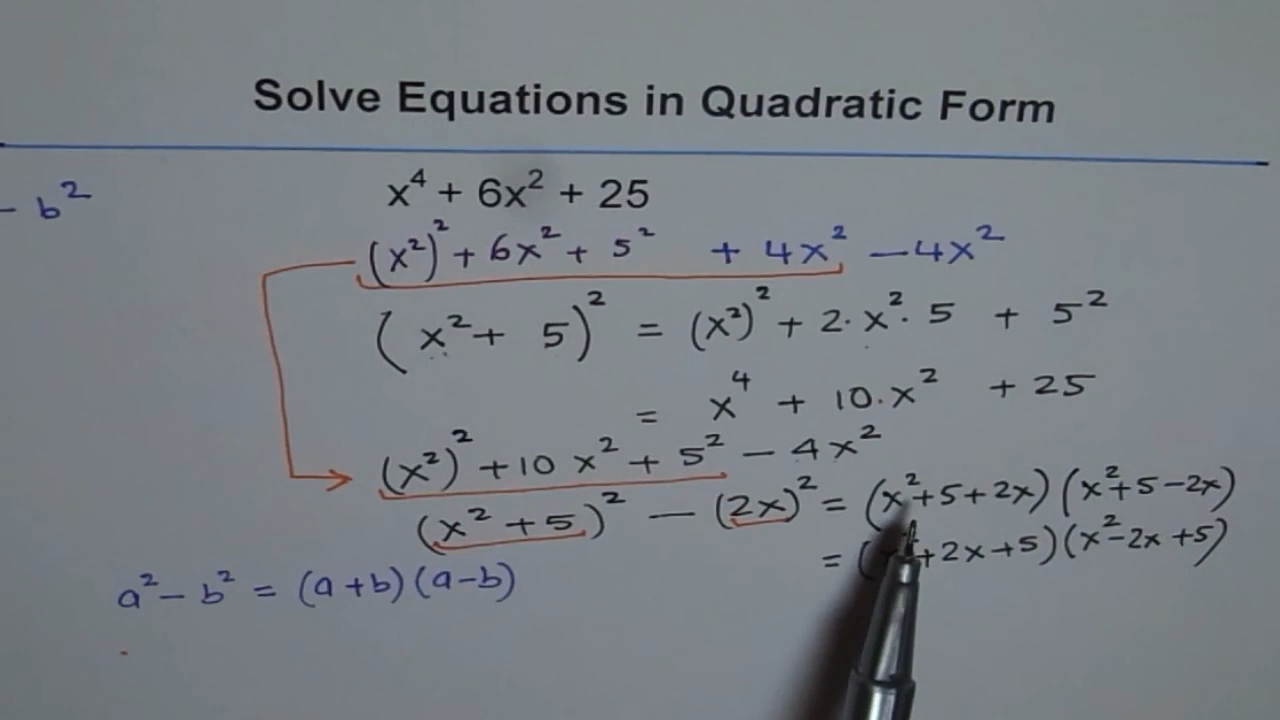 Solve Equations in Quadratic Form
x⁴ + 6x² + 25
– b²
(x²)² + 6x² + 5² + 4x² – 4x²
(x² + 5)² = (x²)² + 2·x²·5 + 5²
= x⁴ + 10·x² + 25
(x²)² + 10x² + 5² – 4x²
(x² + 5)² – (2x)² = (x² + 5 + 2x)(x² + 5 – 2x)
= ( + 2x + 5)(x² – 2x + 5)
a² – b² = (a + b)(a – b)